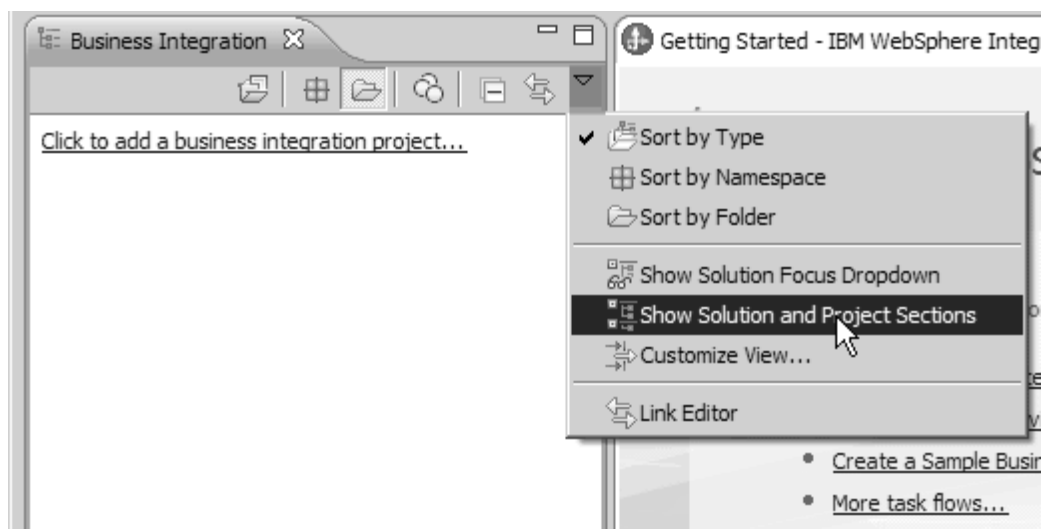 Business Integration
Getting Started - IBM WebSphere Integ
Click to add a business integration project...
Sort by Type
Sort by Namespace
Sort by Folder
Show Solution Focus Dropdown
Show Solution and Project Sections
Customize View...
Link Editor
Create a Sample Busin
More task flows...